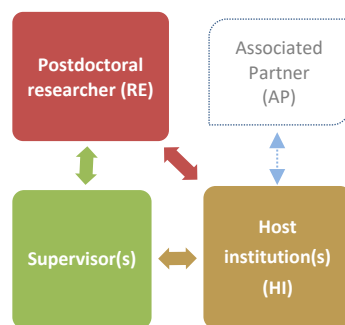 Postdoctoral
researcher (RE)
Associated
Partner
(AP)
Supervisor(s)
Host
institution(s)
(HI)